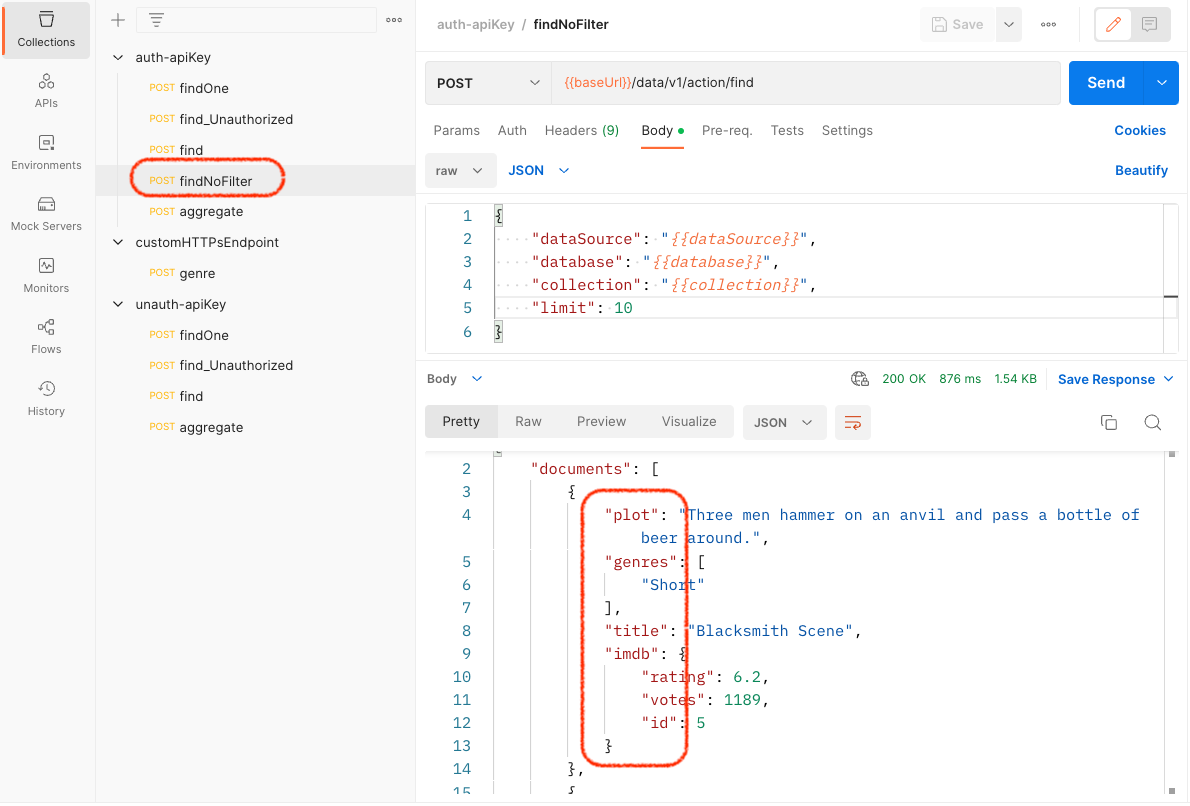 Collections
APIs
Environments
Mock Servers
Monitors
Flows
History
auth-apiKey
POST findOne
POST find_Unauthorized
POST find
POST findNoFilter
POST aggregate
customHTTPsEndpoint
POST genre
unauth-apiKey
POST findOne
POST find_Unauthorized
POST find
POST aggregate
auth-apiKey / findNoFilter
Save
POST
{{baseUrl}}/data/v1/action/find
Send
Params Auth Headers (9) Body Pre-req. Tests Settings Cookies
raw JSON Beautify
1 {
2 "dataSource": "{{dataSource}}",
3 "database": "{{database}}",
4 "collection": "{{collection}}",
5 "limit": 10
6 }
Body 200 OK 876 ms 1.54 KB Save Response
Pretty Raw Preview Visualize JSON
2 "documents": [
3 {
4 "plot": "Three men hammer on an anvil and pass a bottle of
beer around.",
5 "genres": [
6 "Short"
7 ],
8 "title": "Blacksmith Scene",
9 "imdb": {
10 "rating": 6.2,
11 "votes": 1189,
12 "id": 5
13 }
14 },
15 {